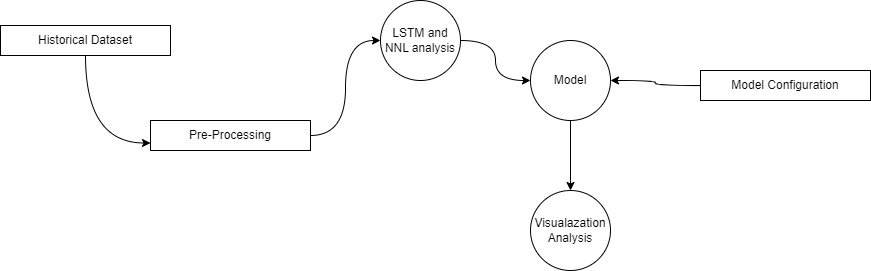 Historical Dataset
Pre-Processing
LSTM and
NNL analysis
Model
Model Configuration
Visualazation
Analysis